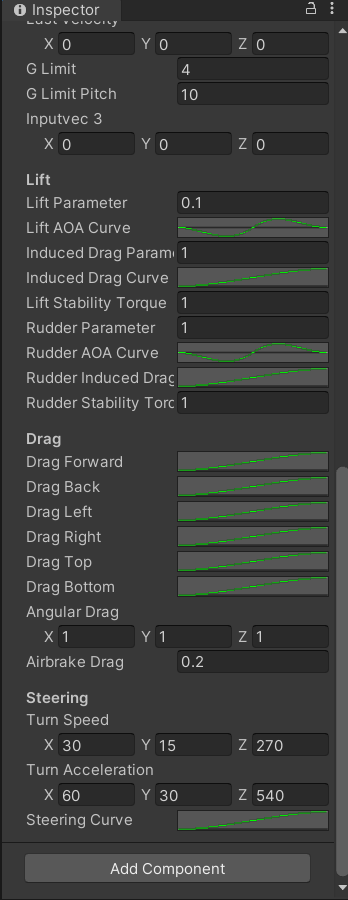 Inspector
Last Velocity
X 0 Y 0 Z 0
G Limit 4
G Limit Pitch 10
Inputvec 3
X 0 Y 0 Z 0
Lift
Lift Parameter 0.1
Lift AOA Curve
Induced Drag Param 1
Induced Drag Curve
Lift Stability Torque 1
Rudder Parameter 1
Rudder AOA Curve
Rudder Induced Drag
Rudder Stability Torq 1
Drag
Drag Forward
Drag Back
Drag Left
Drag Right
Drag Top
Drag Bottom
Angular Drag
X 1 Y 1 Z 1
Airbrake Drag 0.2
Steering
Turn Speed
X 30 Y 15 Z 270
Turn Acceleration
X 60 Y 30 Z 540
Steering Curve
Add Component